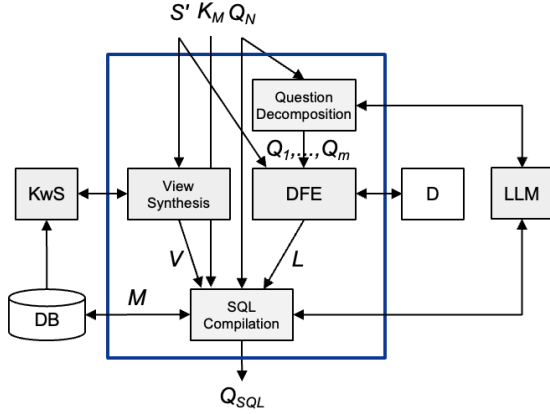 S' K_M Q_N
Question
Decomposition
Q_1,...,Q_m
KwS
View
Synthesis
DFE
D
LLM
V
L
M
DB
SQL
Compilation
Q_SQL